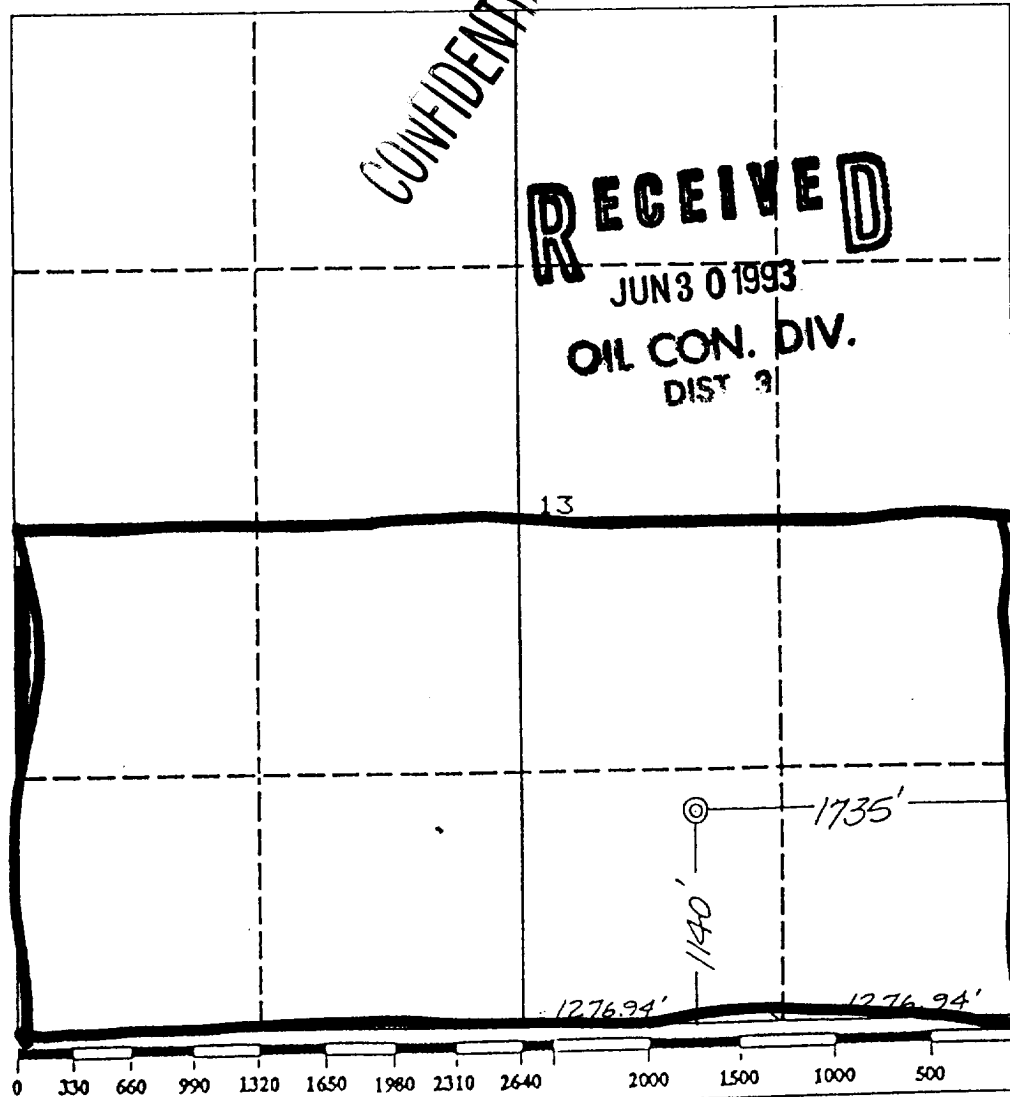 CONFIDENTI
RECEIVED
JUN 3 0 1993
OIL CON. DIV.
DIST. 3
13
1735'
1140'
1276.94' 1276.94'
0 330 660 990 1320 1650 1980 2310 2640 2000 1500 1000 500